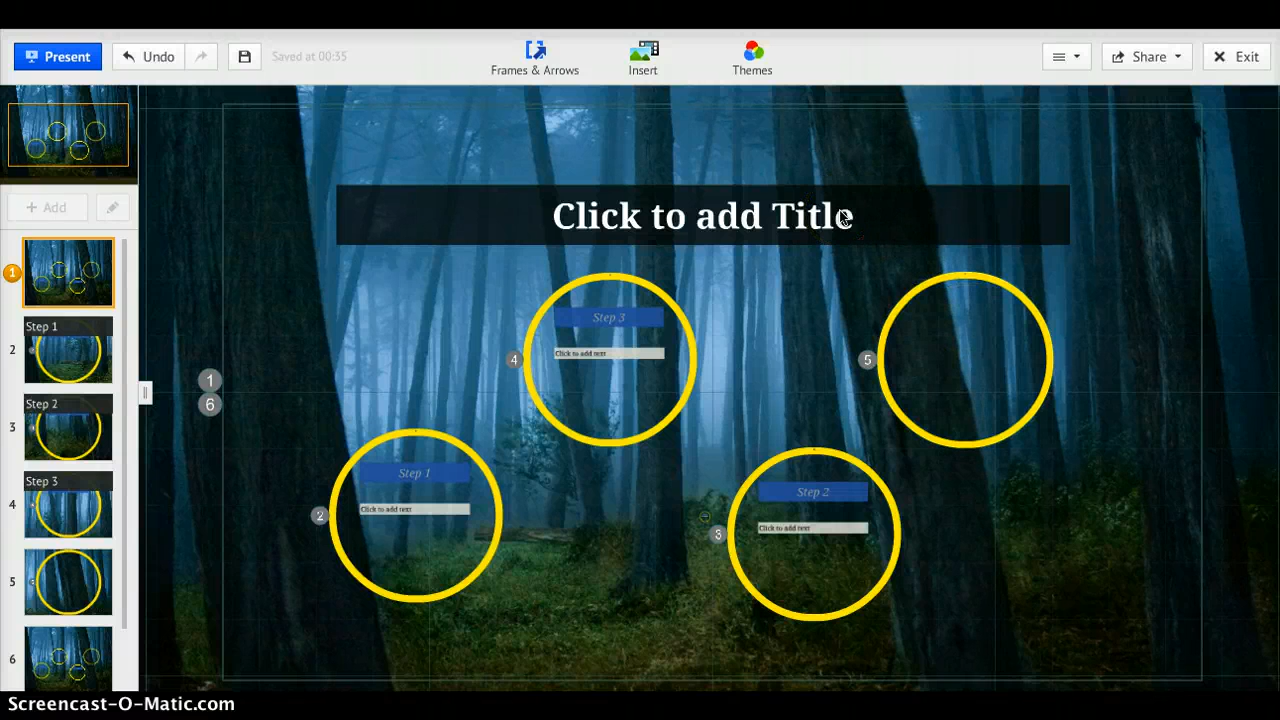 Present
Undo
Saved at 00:35
Frames & Arrows
Insert
Themes
Share
Exit
+ Add
1
Step 1
2
Step 2
3
Step 3
4
5
6
Click to add Title
Step 3
Click to add text
4
5
1
6
Step 1
Click to add text
2
Step 2
Click to add text
3
Screencast-O-Matic.com